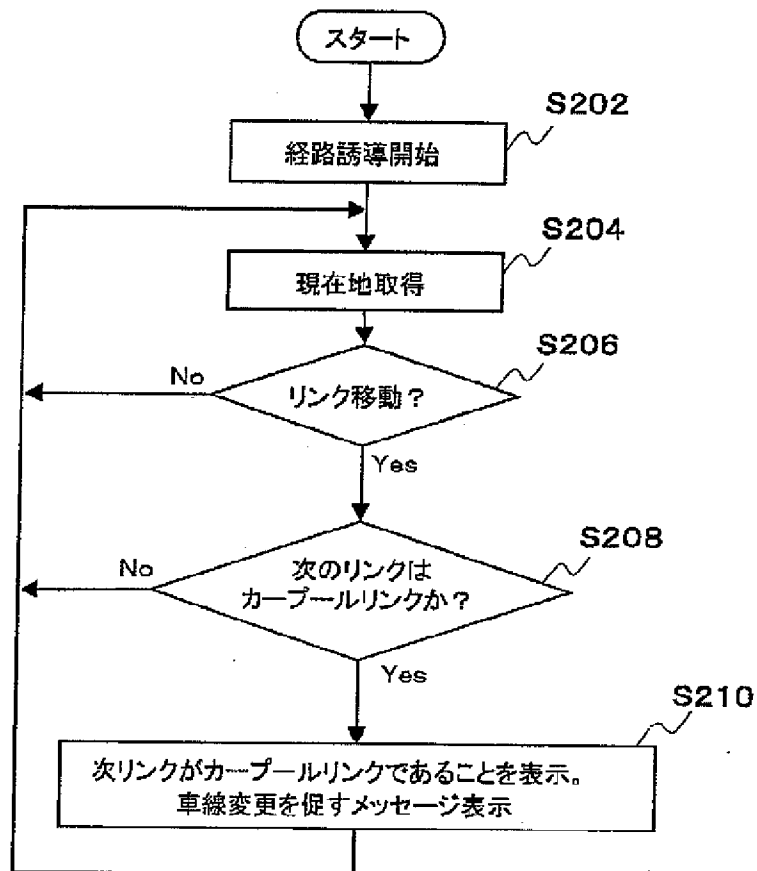 スタート
S202
経路誘導開始
S204
現在地取得
S206
No
リンク移動?
Yes
S208
No
次のリンクは
カープールリンクか?
Yes
S210
次リンクがカープールリンクであることを表示。
車線変更を促すメッセージ表示